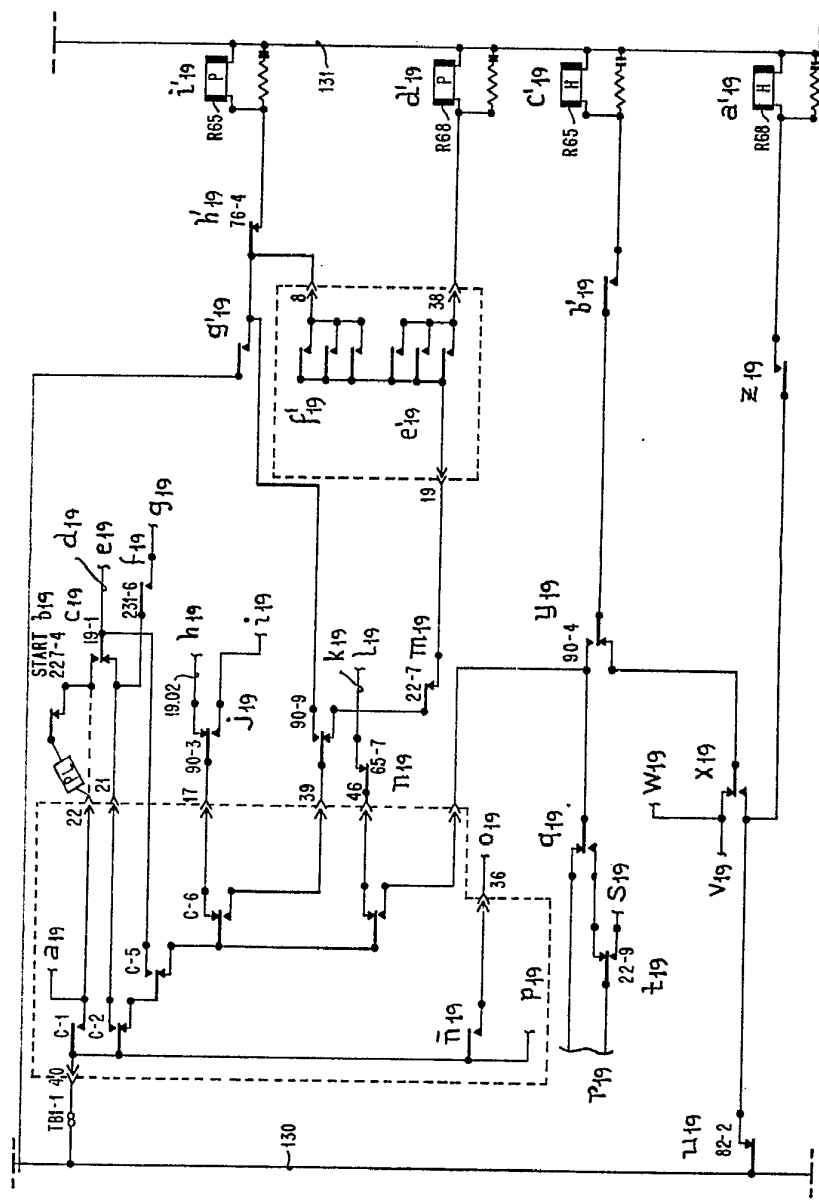 i'19
P
R65
131
d'19
P
R68
c'19
H
R65
a'19
H
R68
h'19
76-4
g'19
8
38
f'19
e'19
19
b'19
z19
START b19
227-4
c19
19-1
d19
e19
f19
231-6
g19
PL
22
21
h19
19.02
i19
j19
90-3
17
90-9
39
k19
l19
m19
22-7
65-7
46
n19
y19
90-4
w19
x19
v19
q19
s19
22-9
t19
r19
a19
C-1
C-2
C-5
C-6
o19
36
n̄19
p19
TB1-1
40
130
u19
82-2